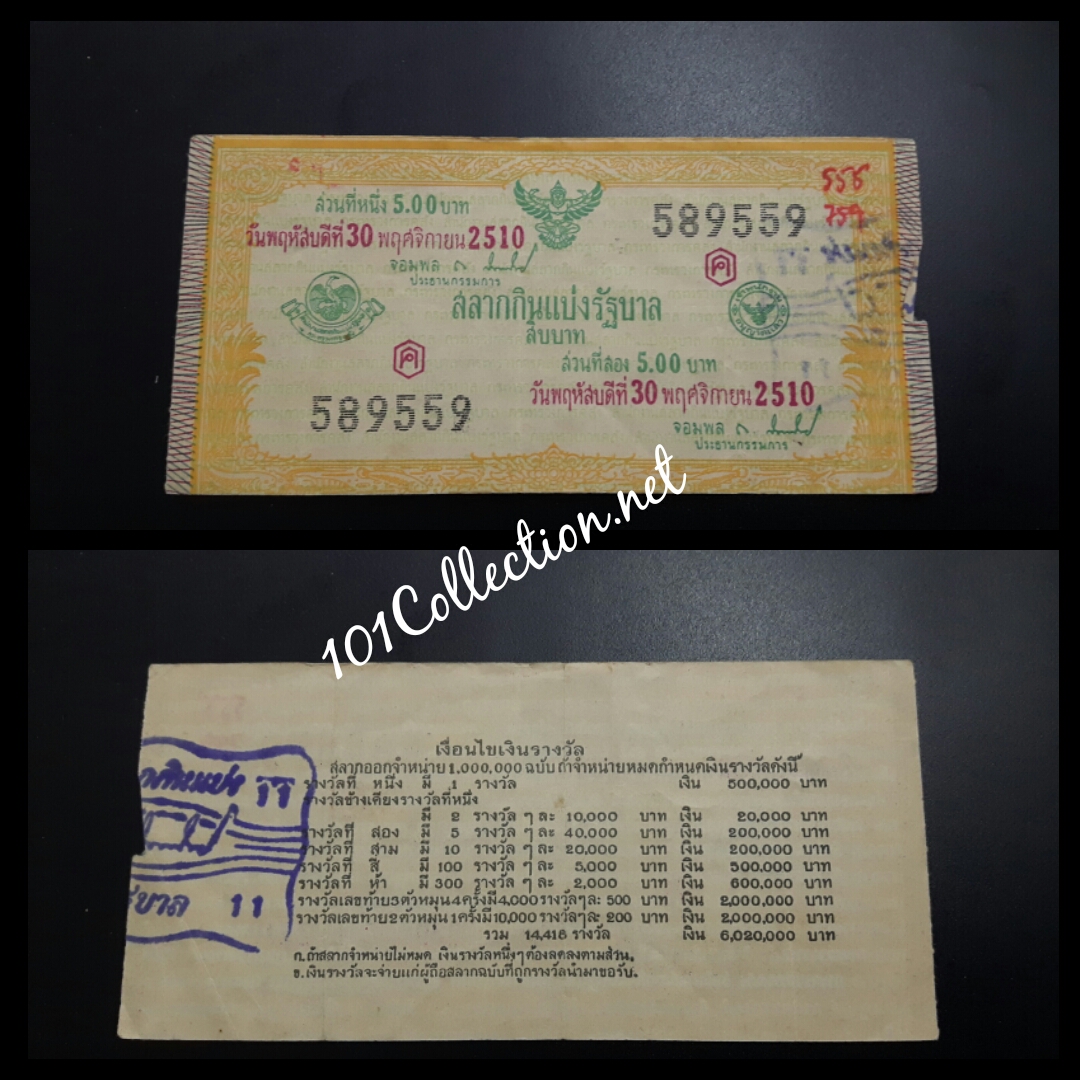 ส่วนที่หนึ่ง 5.00 บาท
วันพฤหัสบดีที่ 30 พฤศจิกายน 2510
จอมพล
ประธานกรรมการ
589559
555
759
ค
สลากกินแบ่งรัฐบาล
สิบบาท
ส่วนที่สอง 5.00 บาท
วันพฤหัสบดีที่ 30 พฤศจิกายน 2510
จอมพล
ประธานกรรมการ
ค
589559
101Collection.net
เงื่อนไขเงินรางวัล
สลากออกจำหน่าย 1,000,000 ฉบับ ถ้าจำหน่ายหมดกำหนดเงินรางวัลดังนี้
รางวัลที่ หนึ่ง มี 1 รางวัล เงิน 500,000 บาท
รางวัลข้างเคียงรางวัลที่หนึ่ง
มี 2 รางวัล ๆ ละ 10,000 บาท เงิน 20,000 บาท
รางวัลที่ สอง มี 5 รางวัล ๆ ละ 40,000 บาท เงิน 200,000 บาท
รางวัลที่ สาม มี 10 รางวัล ๆ ละ 20,000 บาท เงิน 200,000 บาท
รางวัลที่ สี่ มี 100 รางวัล ๆ ละ 5,000 บาท เงิน 500,000 บาท
รางวัลที่ ห้า มี 300 รางวัล ๆ ละ 2,000 บาท เงิน 600,000 บาท
รางวัลเลขท้าย 3 ตัวหมุน 4 ครั้งมี 4,000 รางวัลๆละ 500 บาท เงิน 2,000,000 บาท
รางวัลเลขท้าย 2 ตัวหมุน 1 ครั้งมี 10,000 รางวัลๆละ 200 บาท เงิน 2,000,000 บาท
รวม 14,418 รางวัล เงิน 6,020,000 บาท
ก.ถ้าสลากจำหน่ายไม่หมด เงินรางวัลหนึ่งๆต้องลดลงตามส่วน.
ข.เงินรางวัลจะจ่ายแก่ผู้ถือสลากฉบับที่ถูกรางวัลนำมาขอรับ.
11